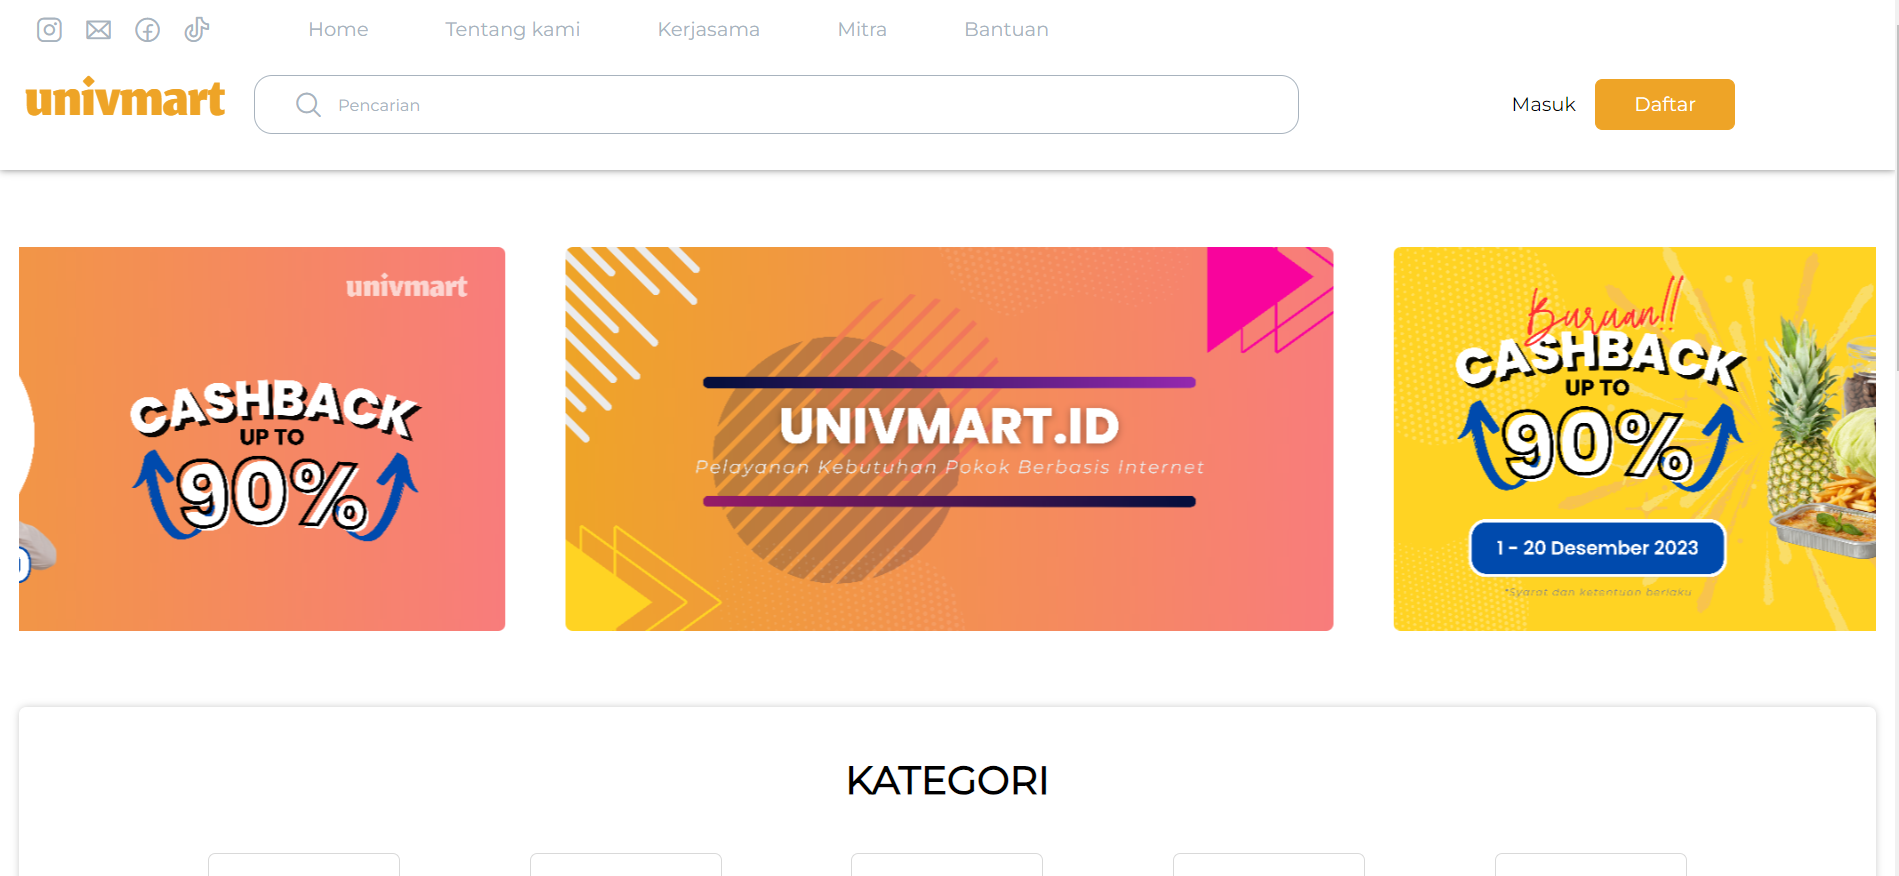 Home
Tentang kami
Kerjasama
Mitra
Bantuan
univmart
Pencarian
Masuk
Daftar
univmart
CASHBACK
UP TO
90%
UNIVMART.ID
Pelayanan Kebutuhan Pokok Berbasis Internet
Buruan!!
CASHBACK
UP TO
90%
1 - 20 Desember 2023
*Syarat dan ketentuan berlaku
KATEGORI